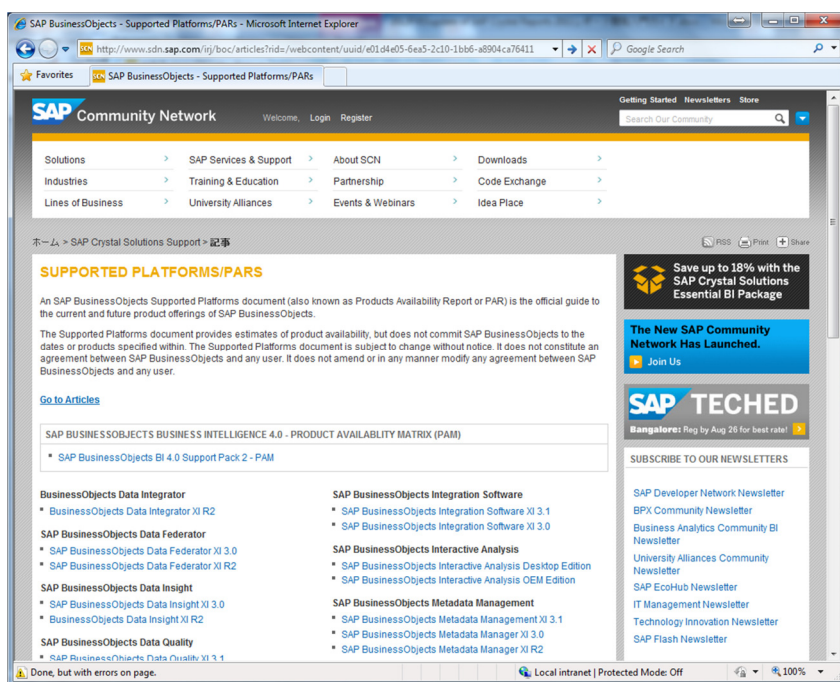 SAP BusinessObjects - Supported Platforms/PARs - Microsoft Internet Explorer
http://www.sdn.sap.com/irj/boc/articles?rid=/webcontent/uuid/e01d4e05-6ea5-2c10-1bb6-a8904ca76411
Google Search
Favorites
SCN SAP BusinessObjects - Supported Platforms/PARs
Getting Started Newsletters Store
SAP Community Network
Welcome, Login Register
Search Our Community
Solutions > SAP Services & Support > About SCN > Downloads >
Industries > Training & Education > Partnership > Code Exchange >
Lines of Business > University Alliances > Events & Webinars > Idea Place >
ホーム > SAP Crystal Solutions Support > 記事
RSS Print Share
SUPPORTED PLATFORMS/PARS
An SAP BusinessObjects Supported Platforms document (also known as Products Availability Report or PAR) is the official guide to
the current and future product offerings of SAP BusinessObjects.
The Supported Platforms document provides estimates of product availability, but does not commit SAP BusinessObjects to the
dates or products specified within. The Supported Platforms document is subject to change without notice. It does not constitute an
agreement between SAP BusinessObjects and any user. It does not amend or in any manner modify any agreement between SAP
BusinessObjects and any user.
Go to Articles
SAP BUSINESSOBJECTS BUSINESS INTELLIGENCE 4.0 - PRODUCT AVAILABLITY MATRIX (PAM)
SAP BusinessObjects BI 4.0 Support Pack 2 - PAM
BusinessObjects Data Integrator
BusinessObjects Data Integrator XI R2
SAP BusinessObjects Data Federator
SAP BusinessObjects Data Federator XI 3.0
SAP BusinessObjects Data Federator XI R2
SAP BusinessObjects Data Insight
SAP BusinessObjects Data Insight XI 3.0
BusinessObjects Data Insight XI R2
SAP BusinessObjects Data Quality
SAP BusinessObjects Data Quality XI 3.1
SAP BusinessObjects Integration Software
SAP BusinessObjects Integration Software XI 3.1
SAP BusinessObjects Integration Software XI 3.0
SAP BusinessObjects Interactive Analysis
SAP BusinessObjects Interactive Analysis Desktop Edition
SAP BusinessObjects Interactive Analysis OEM Edition
SAP BusinessObjects Metadata Management
SAP BusinessObjects Metadata Management XI 3.1
SAP BusinessObjects Metadata Manager XI 3.0
SAP BusinessObjects Metadata Manager XI R2
Save up to 18% with the
SAP Crystal Solutions
Essential BI Package
The New SAP Community
Network Has Launched.
Join Us
SAP TECHED
Bangalore: Reg by Aug 26 for best rate!
SUBSCRIBE TO OUR NEWSLETTERS
SAP Developer Network Newsletter
BPX Community Newsletter
Business Analytics Community BI
Newsletter
University Alliances Community
Newsletter
SAP EcoHub Newsletter
IT Management Newsletter
Technology Innovation Newsletter
SAP Flash Newsletter
Done, but with errors on page.
Local intranet | Protected Mode: Off
100%